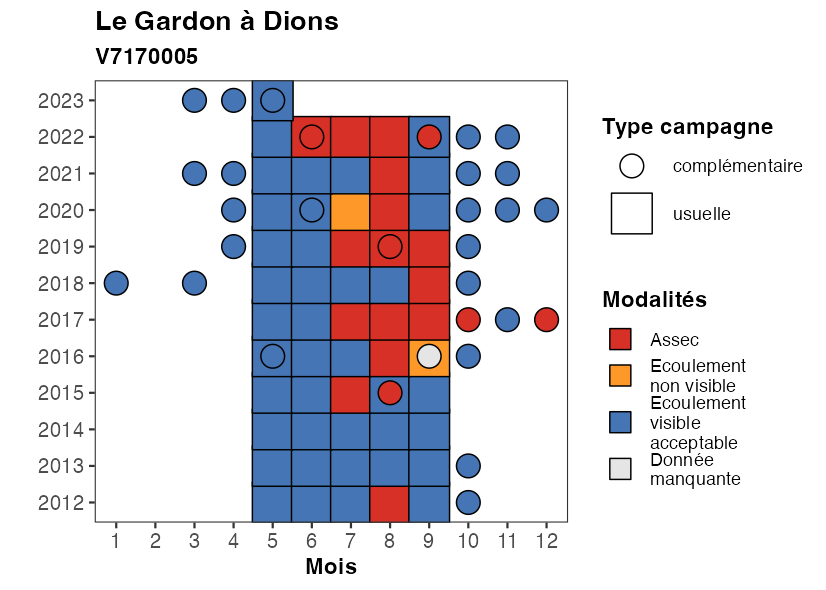 Le Gardon à Dions
V7170005
2023
2022
2021
2020
2019
2018
2017
2016
2015
2014
2013
2012
1 2 3 4 5 6 7 8 9 10 11 12
Mois
Type campagne
complémentaire
usuelle
Modalités
Assec
Ecoulement
non visible
Ecoulement
visible
acceptable
Donnée
manquante